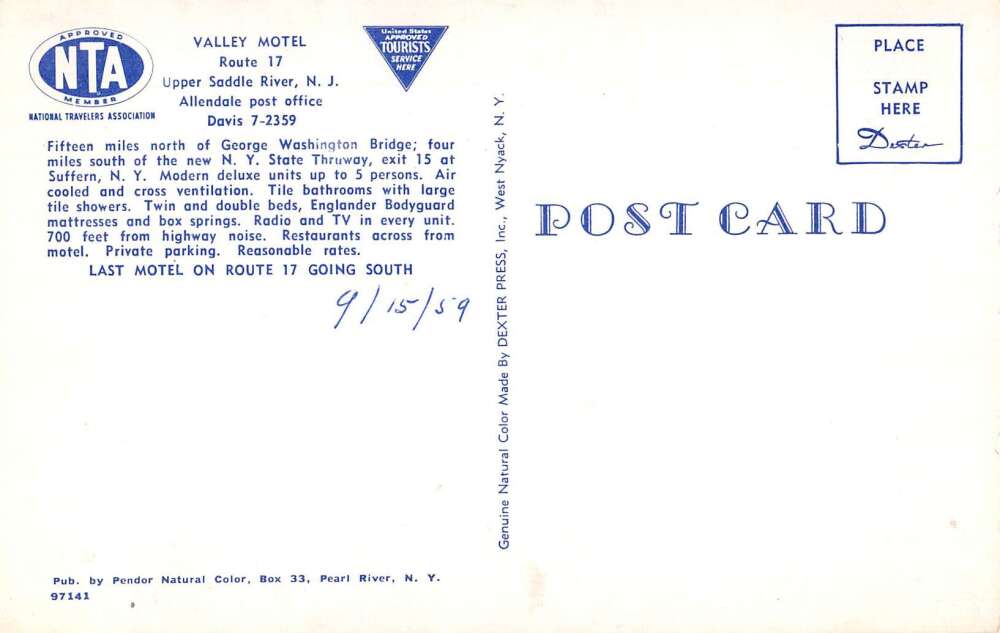 APPROVED
NTA
MEMBER
NATIONAL TRAVELERS ASSOCIATION
VALLEY MOTEL
Route 17
Upper Saddle River, N. J.
Allendale post office
Davis 7-2359
United States
APPROVED
TOURISTS
SERVICE
HERE
Fifteen miles north of George Washington Bridge; four
miles south of the new N. Y. State Thruway, exit 15 at
Suffern, N. Y. Modern deluxe units up to 5 persons. Air
cooled and cross ventilation. Tile bathrooms with large
tile showers. Twin and double beds, Englander Bodyguard
mattresses and box springs. Radio and TV in every unit.
700 feet from highway noise. Restaurants across from
motel. Private parking. Reasonable rates.
LAST MOTEL ON ROUTE 17 GOING SOUTH
9/15/59
Pub. by Pendor Natural Color, Box 33, Pearl River, N. Y.
97141
Genuine Natural Color Made By DEXTER PRESS, Inc., West Nyack, N. Y.
POST CARD
PLACE
STAMP
HERE
Dexter